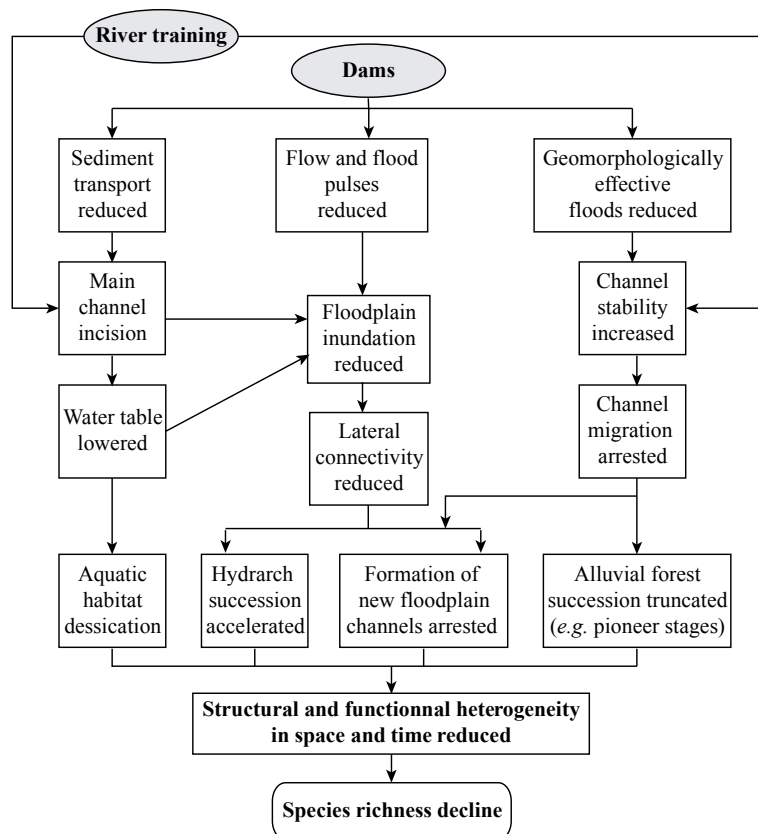 River training
Dams
Sediment
transport
reduced
Flow and flood
pulses
reduced
Geomorphologically
effective
floods reduced
Main
channel
incision
Floodplain
inundation
reduced
Channel
stability
increased
Water table
lowered
Lateral
connectivity
reduced
Channel
migration
arrested
Aquatic
habitat
dessication
Hydrarch
succession
accelerated
Formation of
new floodplain
channels arrested
Alluvial forest
succession truncated
(e.g. pioneer stages)
Structural and functionnal heterogeneity
in space and time reduced
Species richness decline